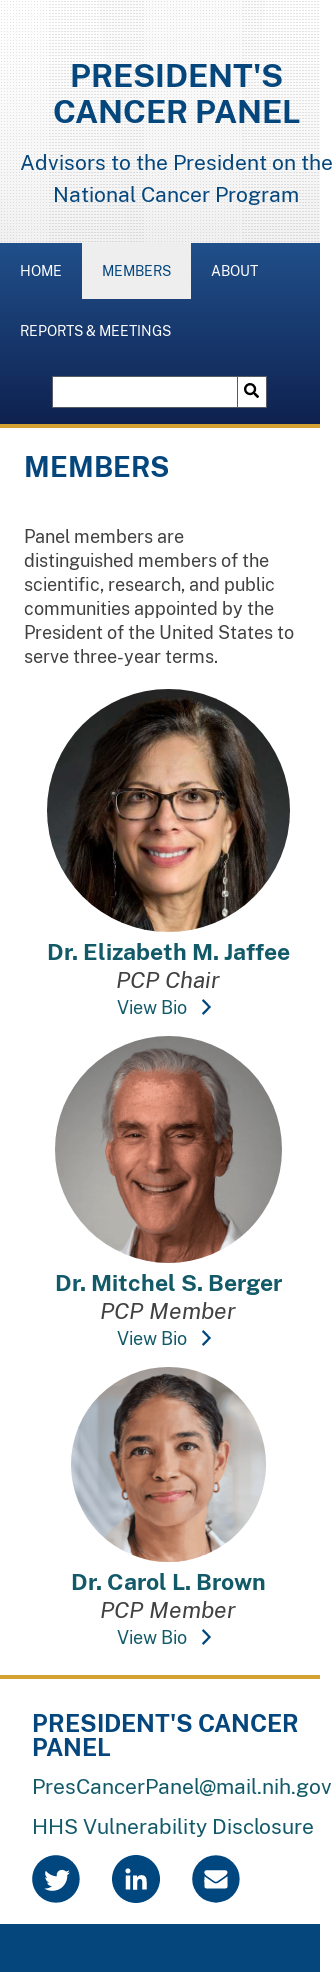 PRESIDENT'S
CANCER PANEL
Advisors to the President on the
National Cancer Program
HOME MEMBERS ABOUT
REPORTS & MEETINGS
MEMBERS
Panel members are
distinguished members of the
scientific, research, and public
communities appointed by the
President of the United States to
serve three-year terms.
Dr. Elizabeth M. Jaffee
PCP Chair
View Bio
Dr. Mitchel S. Berger
PCP Member
View Bio
Dr. Carol L. Brown
PCP Member
View Bio
PRESIDENT'S CANCER
PANEL
PresCancerPanel@mail.nih.gov
HHS Vulnerability Disclosure